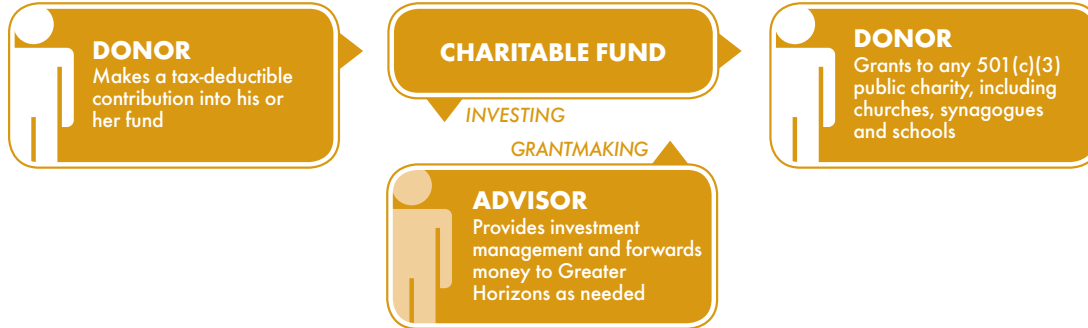 DONOR
Makes a tax-deductible
contribution into his or
her fund
CHARITABLE FUND
INVESTING
GRANTMAKING
ADVISOR
Provides investment
management and forwards
money to Greater
Horizons as needed
DONOR
Grants to any 501(c)(3)
public charity, including
churches, synagogues
and schools